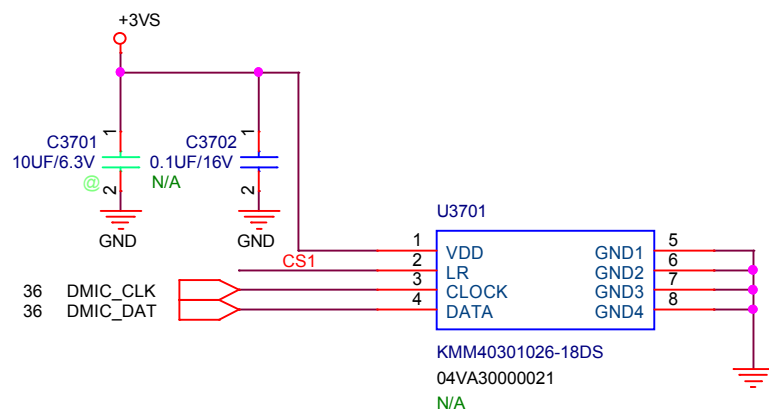 +3VS
1
1
C3701
C3702
10UF/6.3V
0.1UF/16V
@
N/A
2
2
GND
GND
U3701
1 VDD GND1 5
CS1 2 LR GND2 6
36 DMIC_CLK 3 CLOCK GND3 7
36 DMIC_DAT 4 DATA GND4 8
KMM40301026-18DS
04VA30000021
N/A